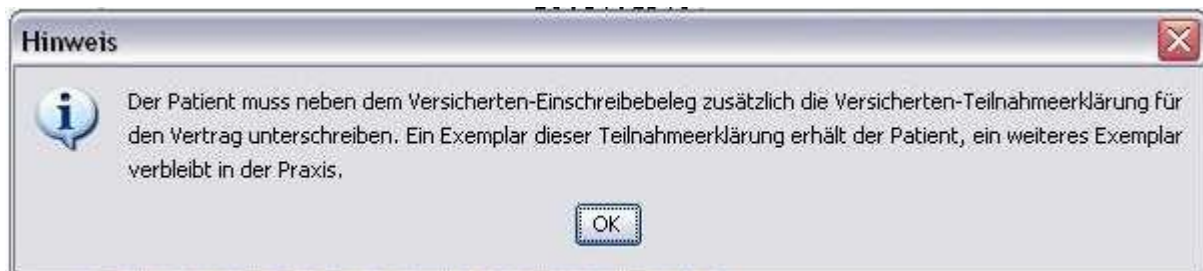 Hinweis
Der Patient muss neben dem Versicherten-Einschreibebeleg zusätzlich die Versicherten-Teilnahmeerklärung für
den Vertrag unterschreiben. Ein Exemplar dieser Teilnahmeerklärung erhält der Patient, ein weiteres Exemplar
verbleibt in der Praxis.
OK